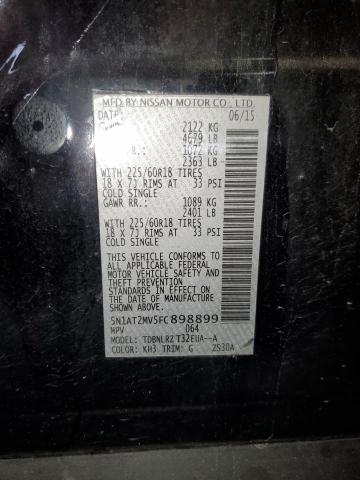 MFD BY NISSAN MOTOR CO., LTD.
DATE: 06/15
2122 KG
4679 LB
R.: 1072 KG
2363 LB
WITH 225/60R18 TIRES
18 X 7J RIMS AT 33 PSI
COLD SINGLE
GAWR RR.: 1089 KG
2401 LB
WITH 225/60R18 TIRES
18 X 7J RIMS AT 33 PSI
COLD SINGLE
THIS VEHICLE CONFORMS TO
ALL APPLICABLE FEDERAL
MOTOR VEHICLE SAFETY AND
THEFT PREVENTION
STANDARDS IN EFFECT ON
THE DATE OF MANUFACTURE
SHOWN ABOVE.
5N1AT2MV5FC898899
MPV 064
MODEL: TDBNLRZ T32EUA--A
COLOR: KH3 TRIM: G 2S30A